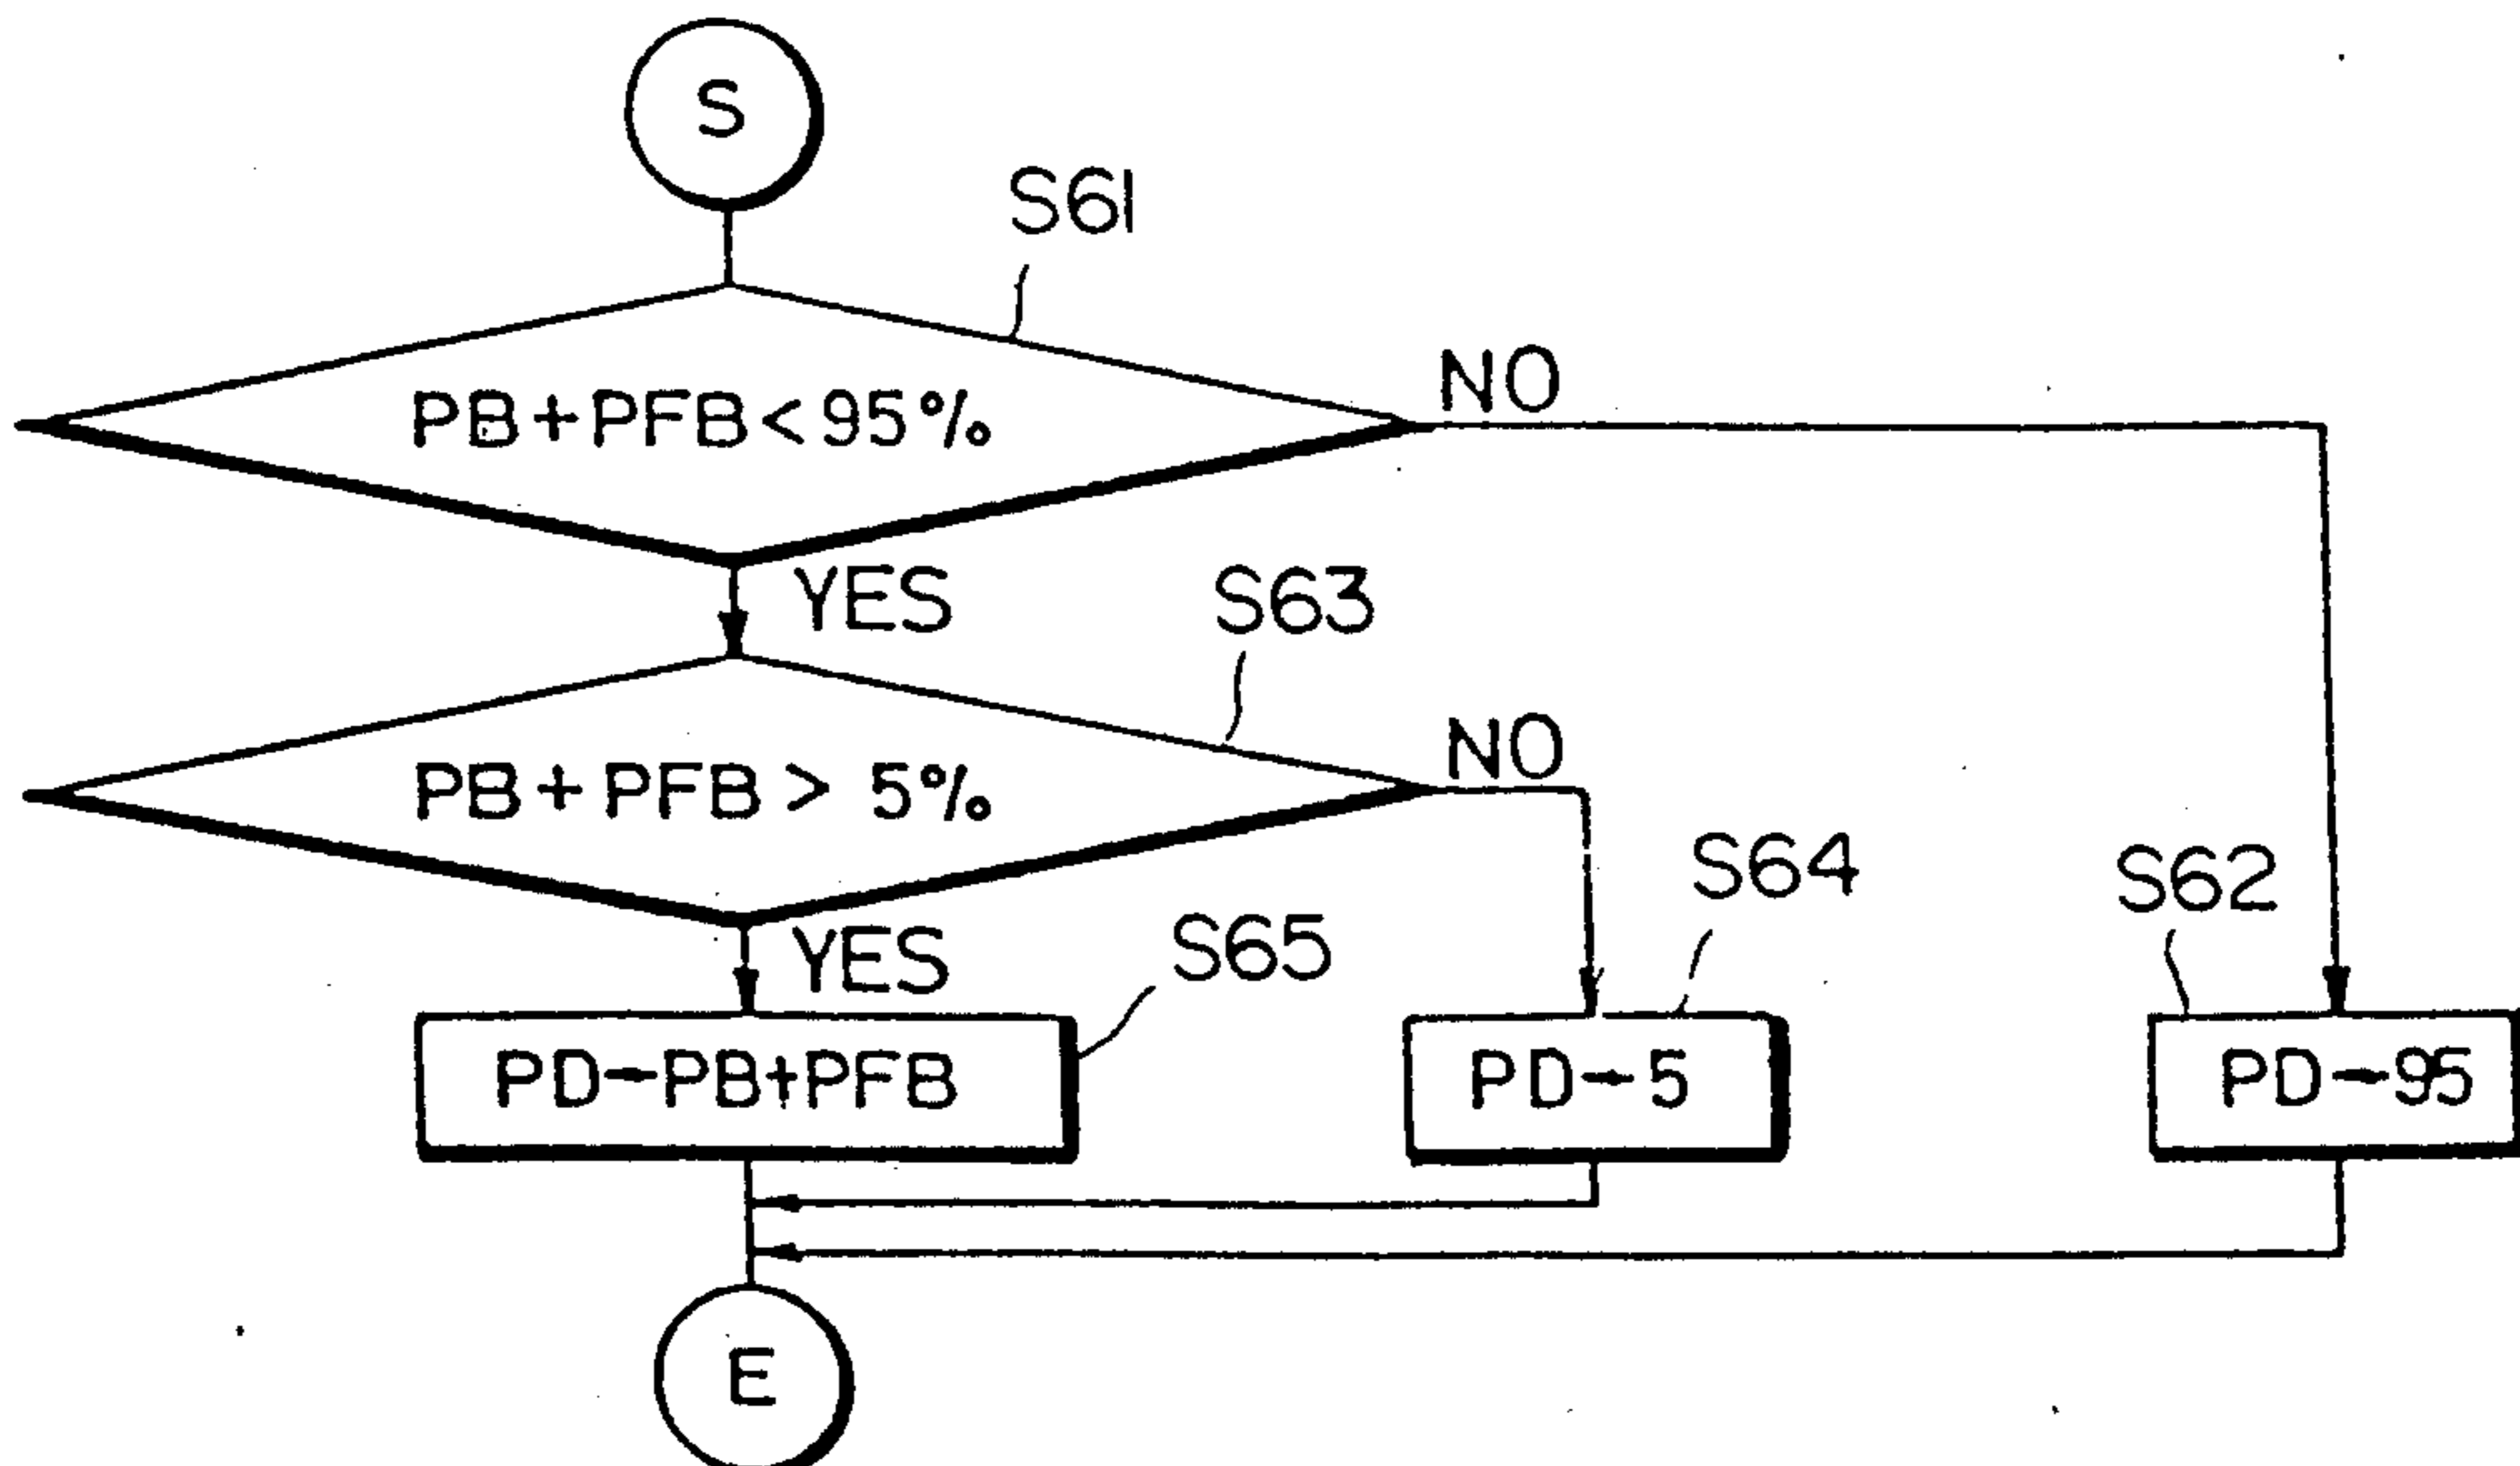 S
S61
PB+PFB<95%
NO
YES
S63
PB+PFB> 5%
NO
YES
S65
S64
S62
PD→PB+PFB
PD→5
PD→95
E